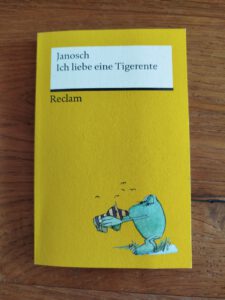 Janosch
Ich liebe eine Tigerente
Reclam